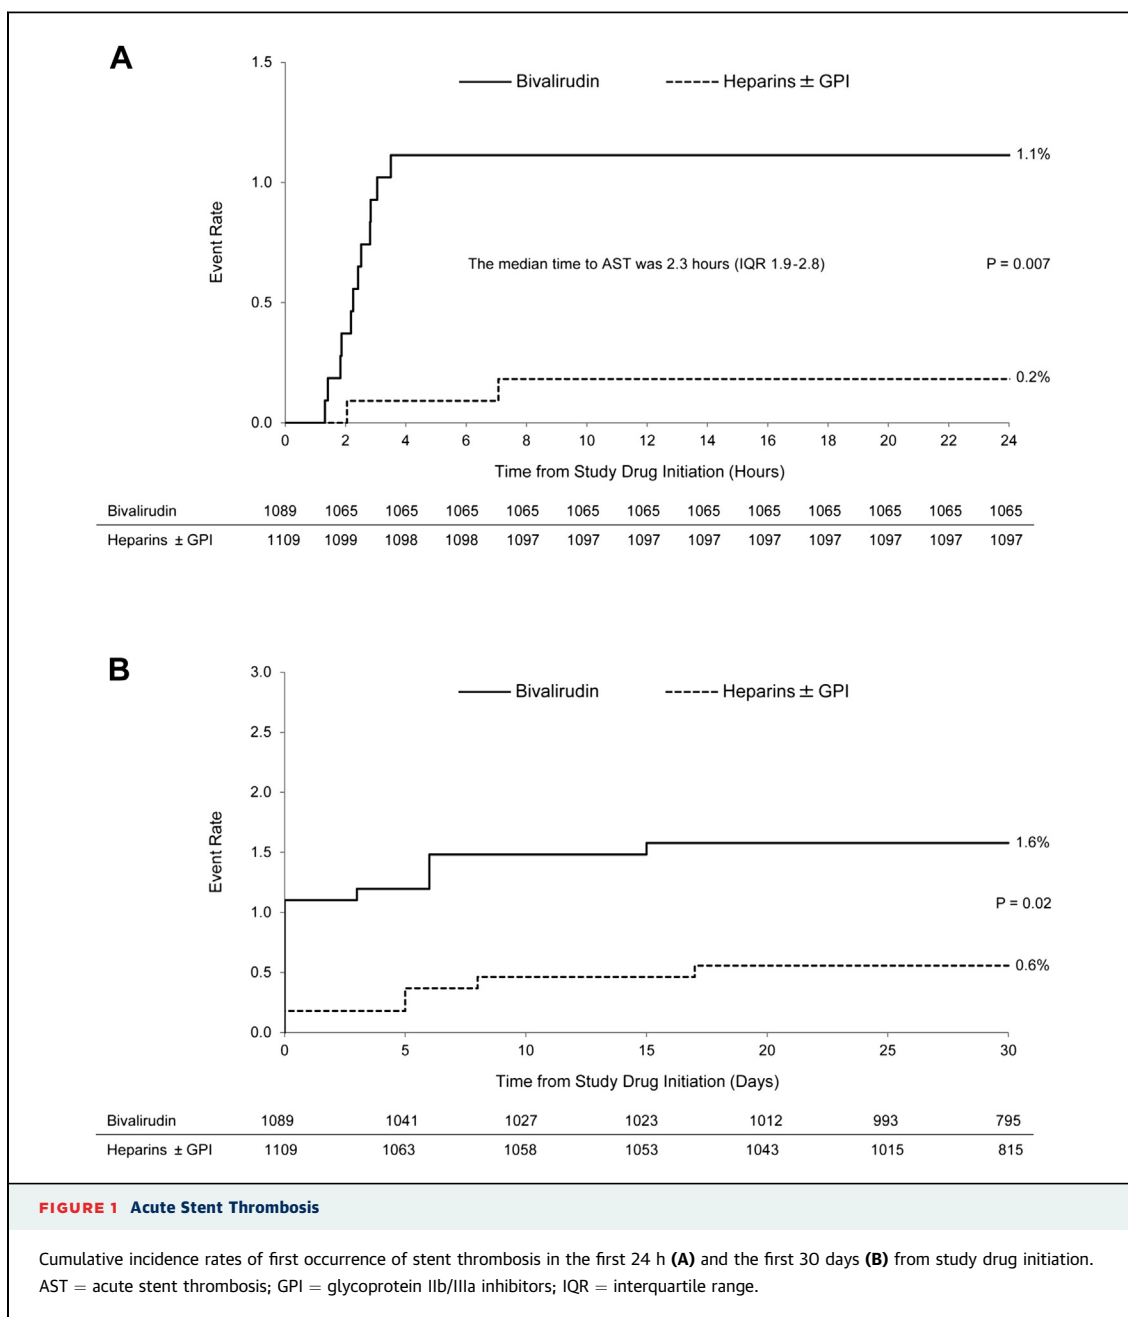 A
1.5
Bivalirudin
Heparins ± GPI
1.1%
1.0
Event Rate
The median time to AST was 2.3 hours (IQR 1.9-2.8)
P = 0.007
0.5
0.2%
0.0
0 2 4 6 8 10 12 14 16 18 20 22 24
Time from Study Drug Initiation (Hours)
Bivalirudin 1089 1065 1065 1065 1065 1065 1065 1065 1065 1065 1065 1065 1065
Heparins ± GPI 1109 1099 1098 1098 1097 1097 1097 1097 1097 1097 1097 1097 1097
B
3.0
Bivalirudin
Heparins ± GPI
2.5
2.0
1.6%
1.5
Event Rate
P = 0.02
1.0
0.6%
0.5
0.0
0 5 10 15 20 25 30
Time from Study Drug Initiation (Days)
Bivalirudin 1089 1041 1027 1023 1012 993 795
Heparins ± GPI 1109 1063 1058 1053 1043 1015 815
FIGURE 1 Acute Stent Thrombosis
Cumulative incidence rates of first occurrence of stent thrombosis in the first 24 h (A) and the first 30 days (B) from study drug initiation.
AST = acute stent thrombosis; GPI = glycoprotein IIb/IIIa inhibitors; IQR = interquartile range.